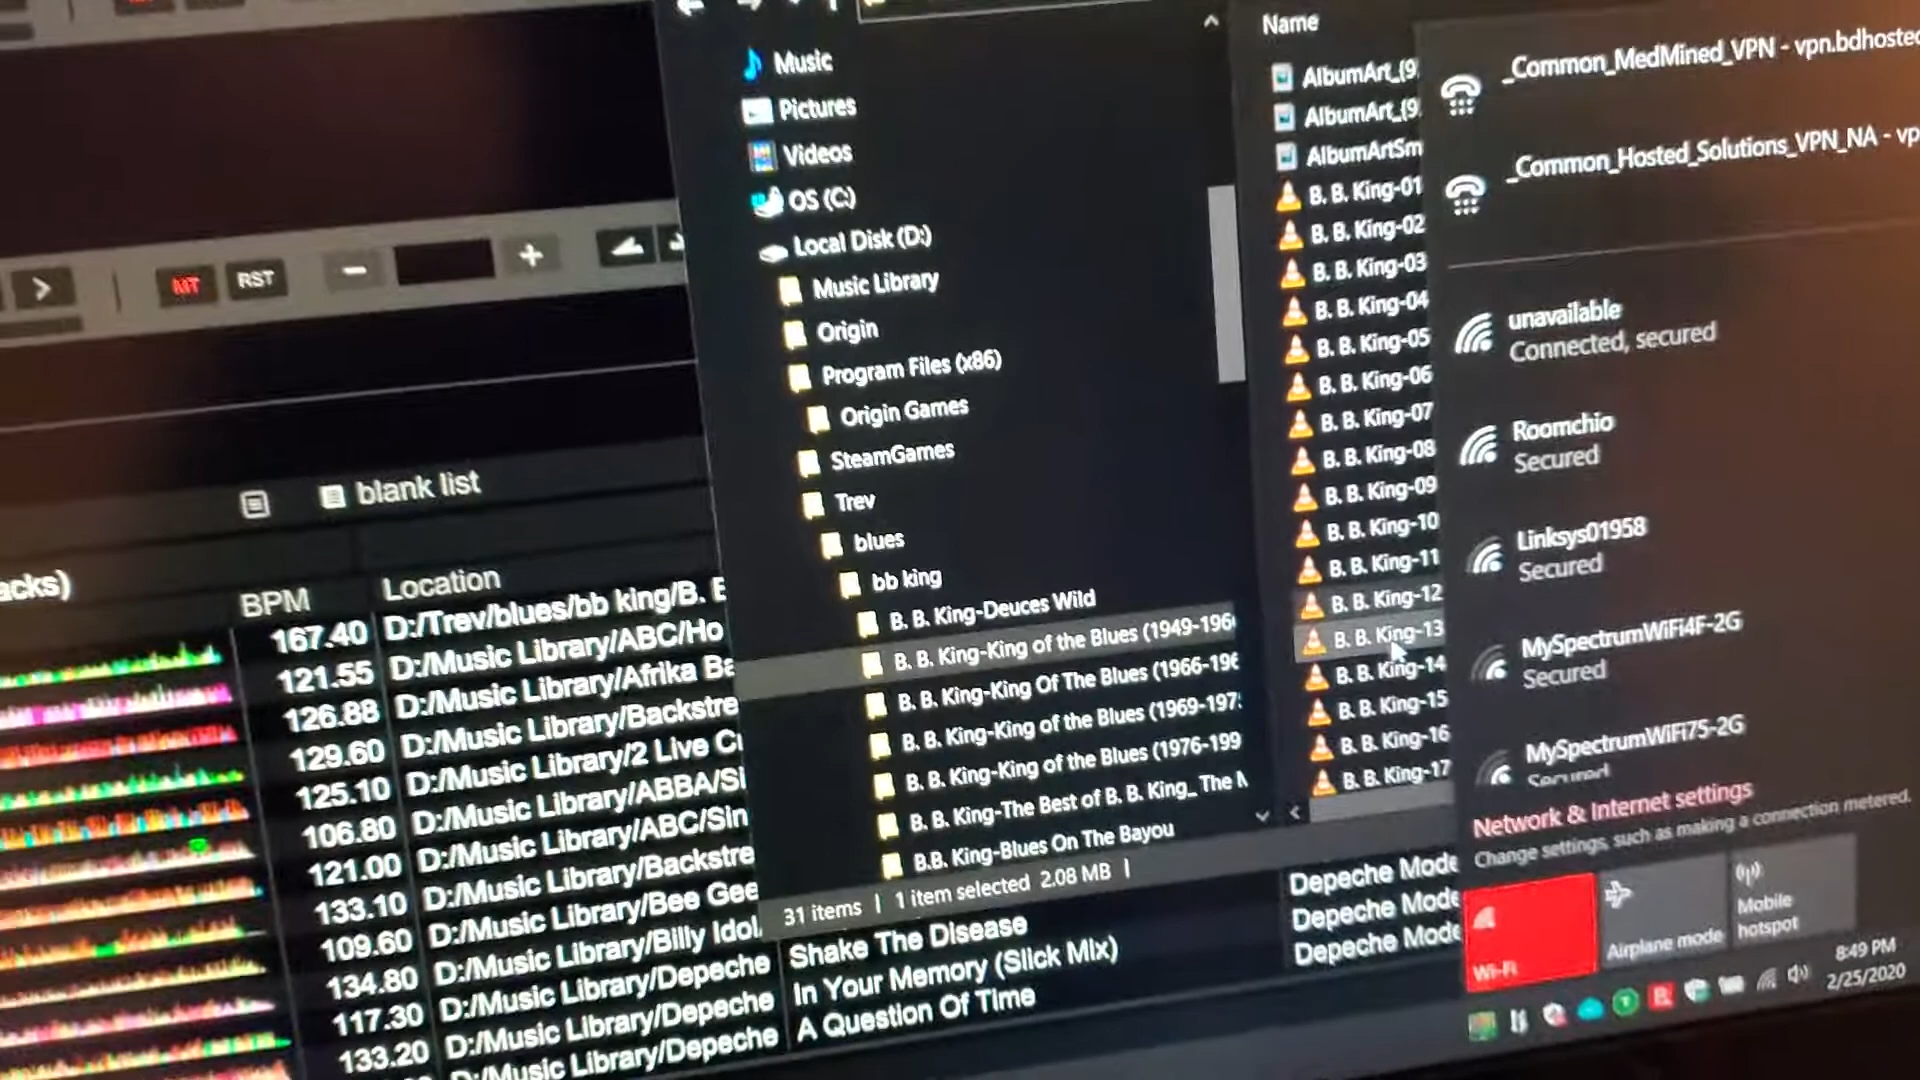 MT
RST
blank list
acks)
BPM
Location
167.40 D:/Trev/blues/bb king/B. B
121.55 D:/Music Library/ABC/Ho
126.88 D:/Music Library/Afrika Ba
129.60 D:/Music Library/Backstre
125.10 D:/Music Library/2 Live Cr
106.80 D:/Music Library/ABBA/Si
121.00 D:/Music Library/ABC/Sin
133.10 D:/Music Library/Backstre
109.60 D:/Music Library/Bee Gee
134.80 D:/Music Library/Billy Idol
117.30 D:/Music Library/Depeche
133.20 D:/Music Library/Depeche
D:/Music Library/Depeche
Music
Pictures
Videos
OS (C:)
Local Disk (D:)
Music Library
Origin
Program Files (x86)
Origin Games
SteamGames
Trev
blues
bb king
B. B. King-Deuces Wild
B. B. King-King of the Blues (1949-196
B. B. King-King Of The Blues (1966-196
B. B. King-King of the Blues (1969-197
B. B. King-King of the Blues (1976-199
B. B. King-The Best of B. B. King_ The M
B.B. King-Blues On The Bayou
31 items | 1 item selected 2.08 MB |
Shake The Disease
In Your Memory (Slick Mix)
A Question Of Time
Depeche Mode
Depeche Mode
Depeche Mode
Name
AlbumArt_{9
AlbumArt_{9
AlbumArtSm
B. B. King-01
B. B. King-02
B. B. King-03
B. B. King-04
B. B. King-05
B. B. King-06
B. B. King-07
B. B. King-08
B. B. King-09
B. B. King-10
B. B. King-11
B. B. King-12
B. B. King-13
B. B. King-14
B. B. King-15
B. B. King-16
B. B. King-17
_Common_MedMined_VPN - vpn.bdhosted
_Common_Hosted_Solutions_VPN_NA - vp
unavailable
Connected, secured
Roomchio
Secured
Linksys01958
Secured
MySpectrumWiFi4F-2G
Secured
MySpectrumWiFi75-2G
Secured
Network & Internet settings
Change settings, such as making a connection metered.
Wi-Fi
Airplane mode
Mobile
hotspot
8:49 PM
2/25/2020